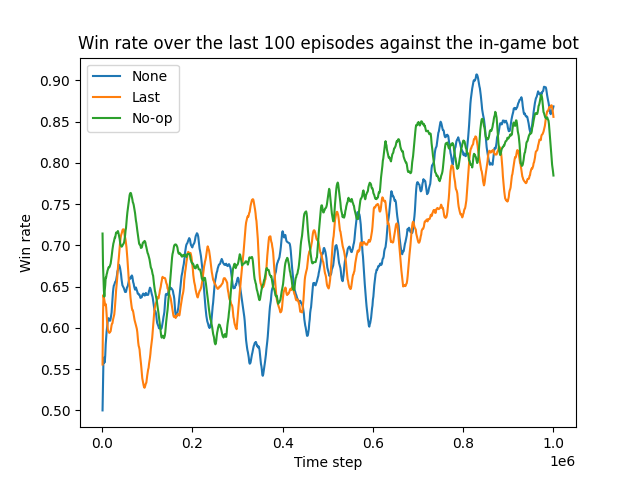 Win rate over the last 100 episodes against the in-game bot
None
Last
No-op
Win rate
0.90
0.85
0.80
0.75
0.70
0.65
0.60
0.55
0.50
0.0 0.2 0.4 0.6 0.8 1.0
1e6
Time step